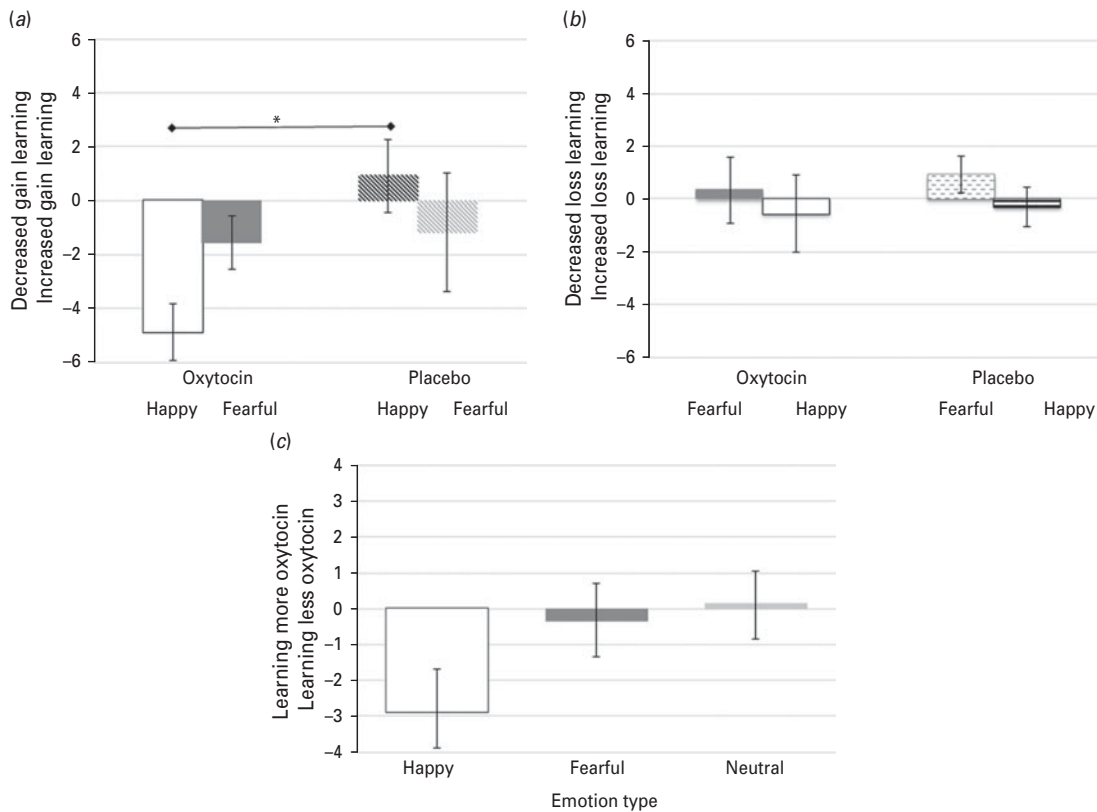 (a)
Decreased gain learning
Increased gain learning
6
4
2
0
–2
–4
–6
*
Oxytocin Placebo
Happy Fearful Happy Fearful
(b)
Decreased loss learning
Increased loss learning
6
4
2
0
–2
–4
–6
Oxytocin Placebo
Fearful Happy Fearful Happy
(c)
Learning more oxytocin
Learning less oxytocin
4
3
2
1
0
–1
–2
–3
–4
Happy Fearful Neutral
Emotion type